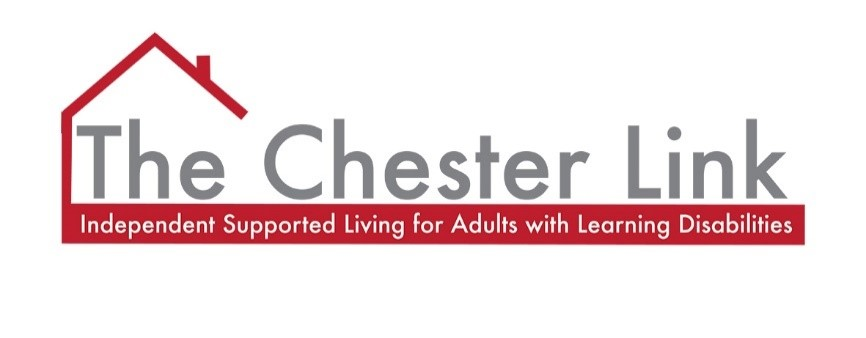 The Chester Link
Independent Supported Living for Adults with Learning Disabilities